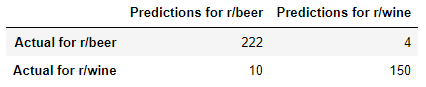 Predictions for r/beer Predictions for r/wine
Actual for r/beer 222 4
Actual for r/wine 10 150